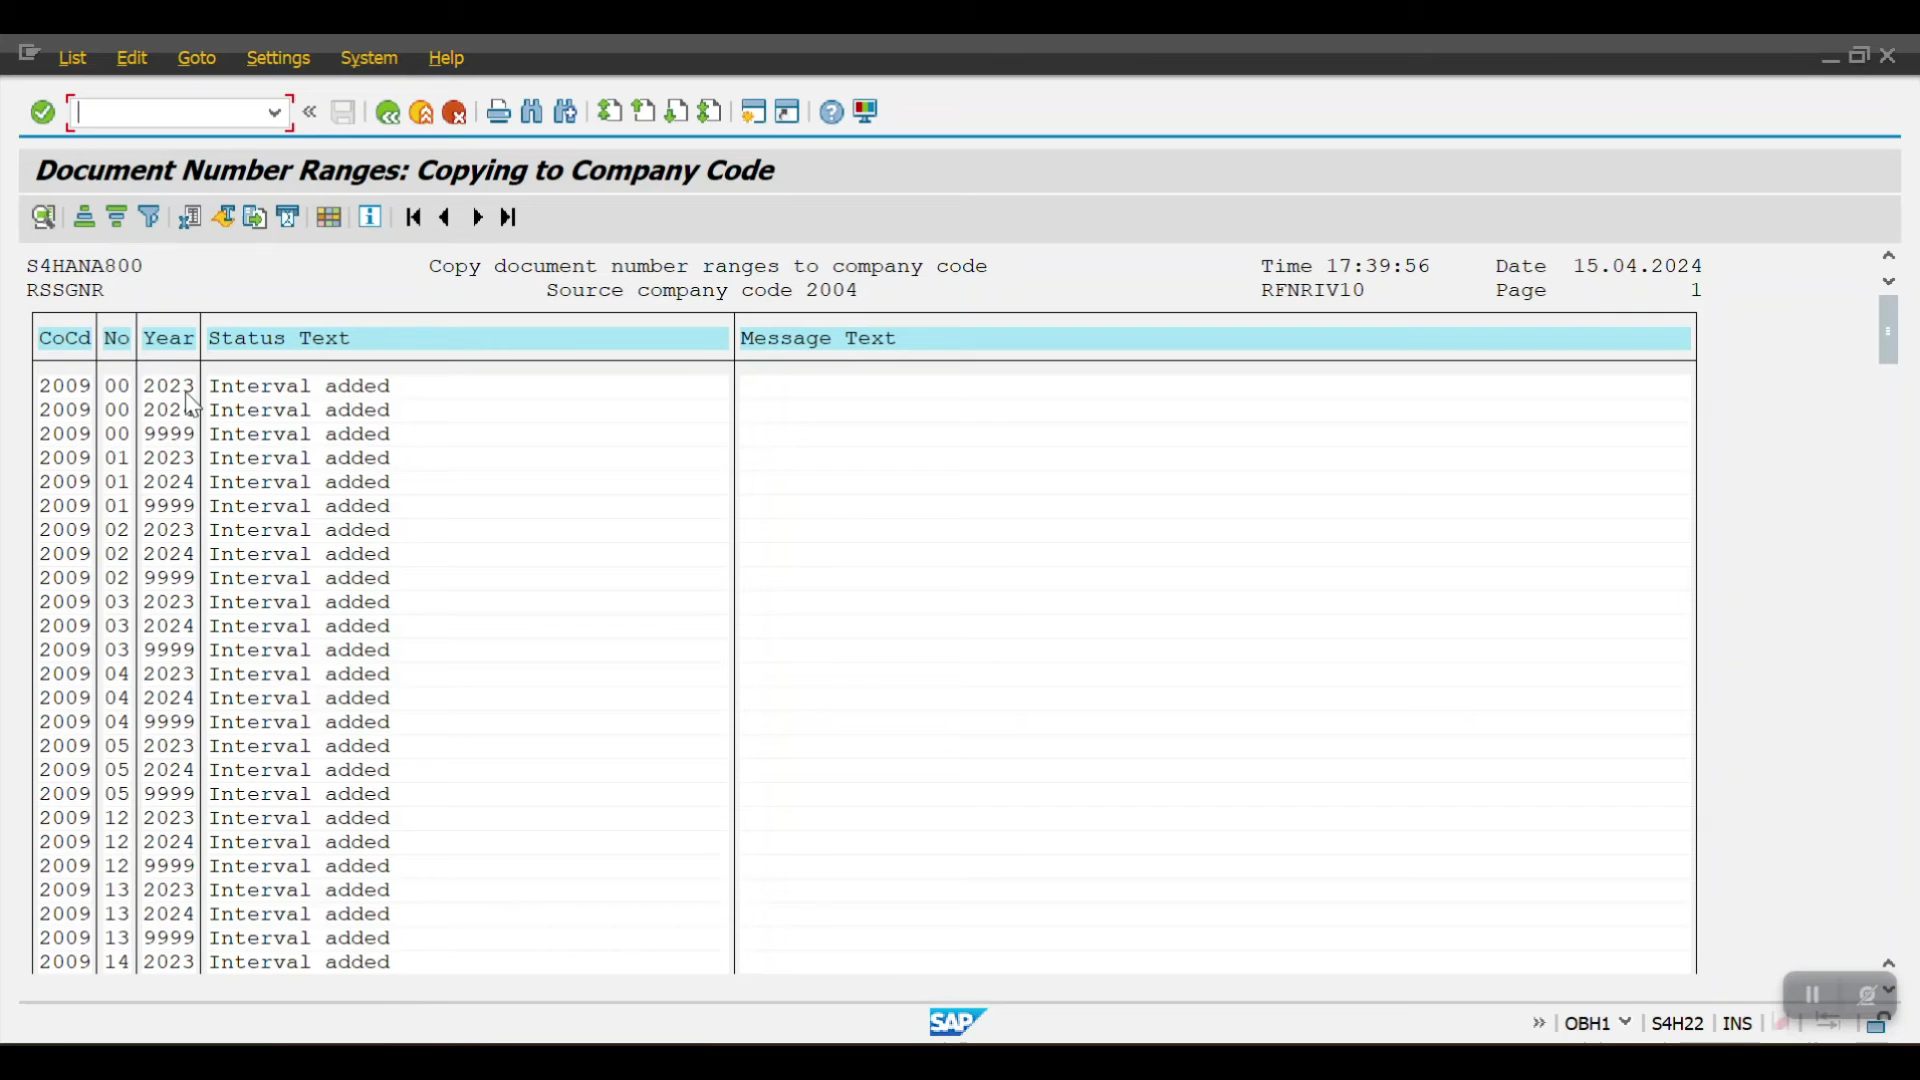 List Edit Goto Settings System Help
Document Number Ranges: Copying to Company Code
S4HANA800 Copy document number ranges to company code Time 17:39:56 Date 15.04.2024
RSSGNR Source company code 2004 RFNRIV10 Page 1
CoCd No Year Status Text Message Text
2009 00 2023 Interval added
2009 00 Interval added
2009 00 9999 Interval added
2009 01 2023 Interval added
2009 01 2024 Interval added
2009 01 9999 Interval added
2009 02 2023 Interval added
2009 02 2024 Interval added
2009 02 9999 Interval added
2009 03 2023 Interval added
2009 03 2024 Interval added
2009 03 9999 Interval added
2009 04 2023 Interval added
2009 04 2024 Interval added
2009 04 9999 Interval added
2009 05 2023 Interval added
2009 05 2024 Interval added
2009 05 9999 Interval added
2009 12 2023 Interval added
2009 12 2024 Interval added
2009 12 9999 Interval added
2009 13 2023 Interval added
2009 13 2024 Interval added
2009 13 9999 Interval added
2009 14 2023 Interval added
SAP OBH1 S4H22 INS